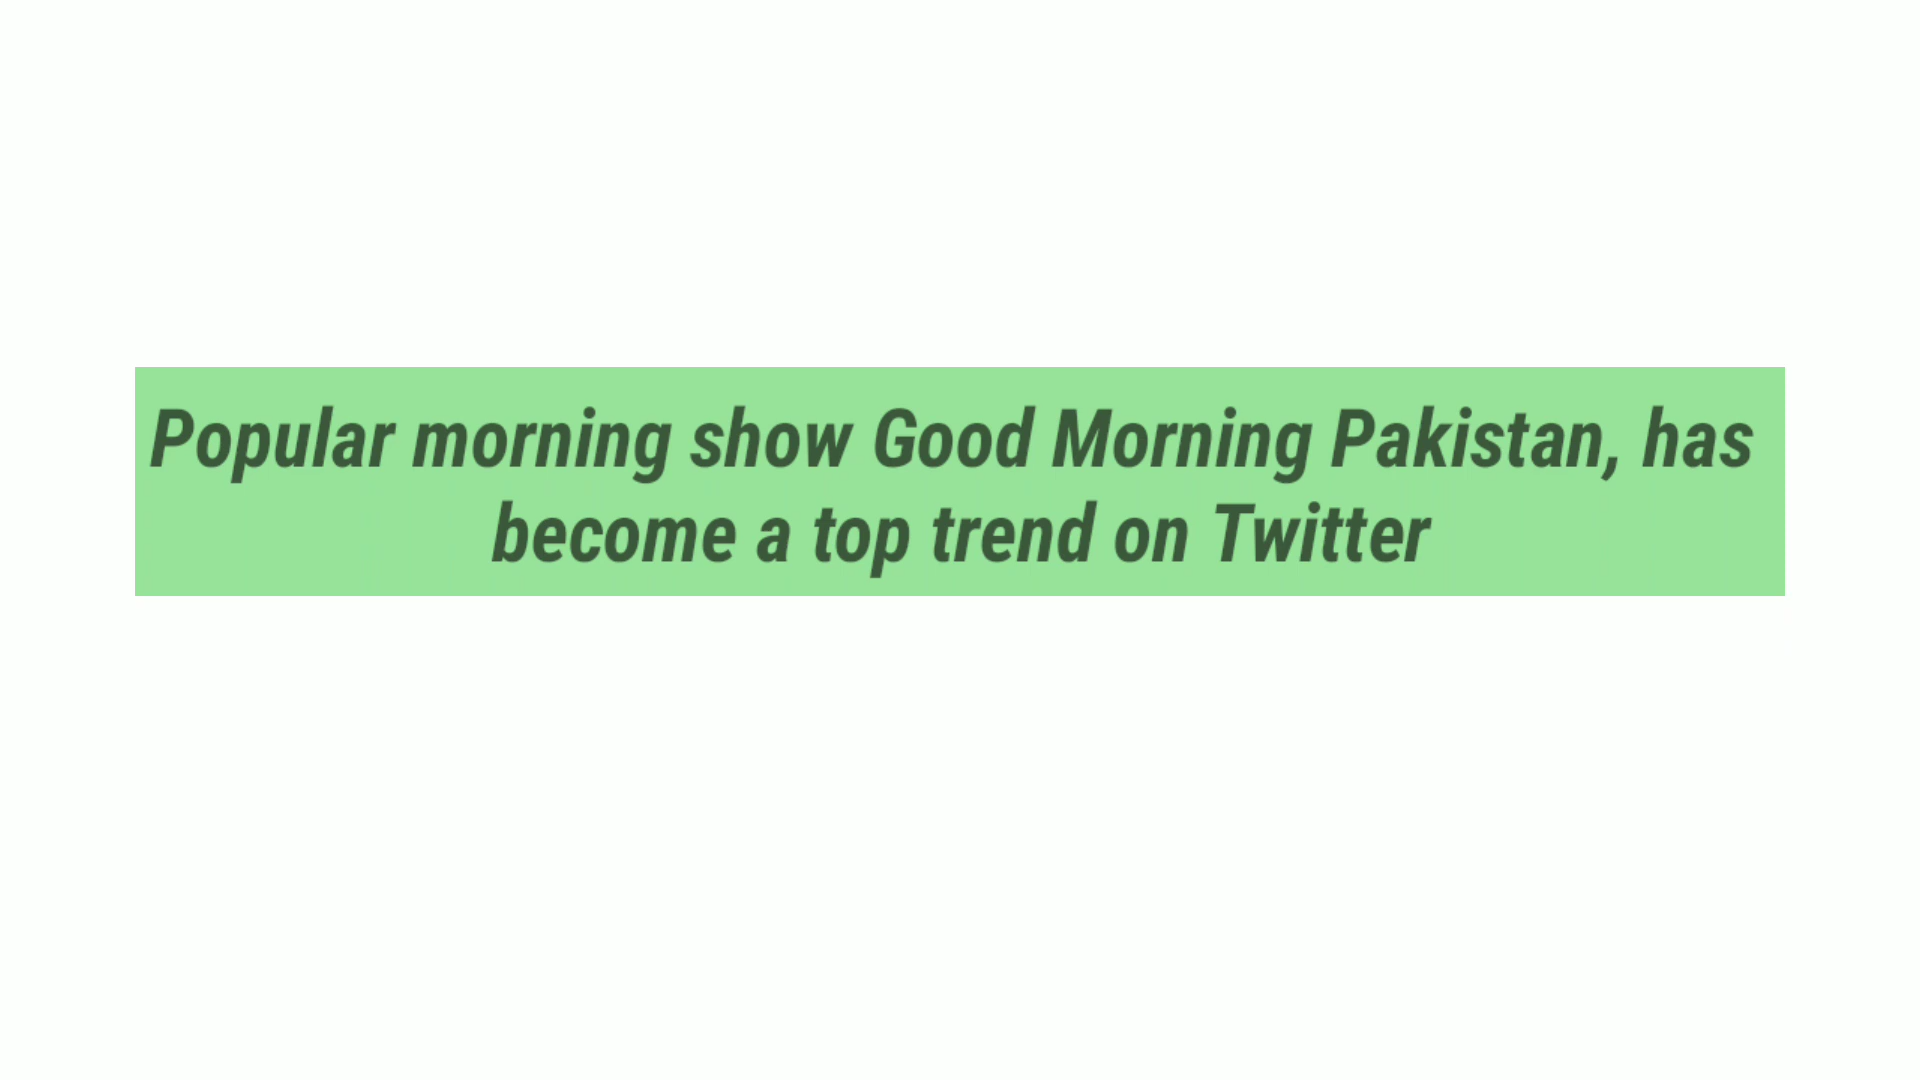 Popular morning show Good Morning Pakistan, has
become a top trend on Twitter